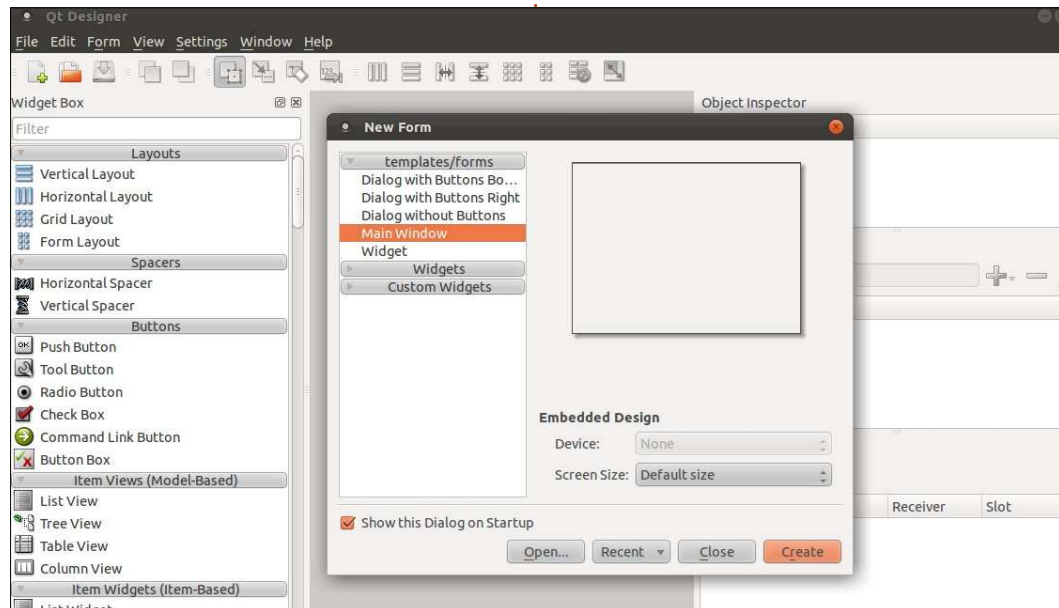 Qt Designer
File Edit Form View Settings Window Help
Widget Box
Filter
Layouts
Vertical Layout
Horizontal Layout
Grid Layout
Form Layout
Spacers
Horizontal Spacer
Vertical Spacer
Buttons
Push Button
Tool Button
Radio Button
Check Box
Command Link Button
Button Box
Item Views (Model-Based)
List View
Tree View
Table View
Column View
Item Widgets (Item-Based)
List Widget
New Form
templates/forms
Dialog with Buttons Bo...
Dialog with Buttons Right
Dialog without Buttons
Main Window
Widget
Widgets
Custom Widgets
Embedded Design
Device: None
Screen Size: Default size
Show this Dialog on Startup
Open... Recent Close Create
Object Inspector
Receiver Slot